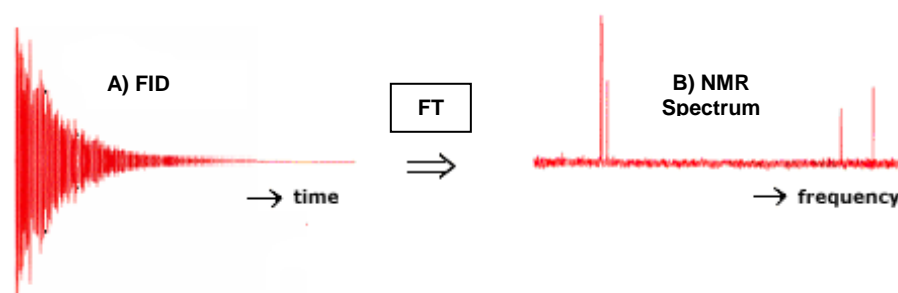 A) FID
FT
B) NMR
Spectrum
→ time
→ frequency